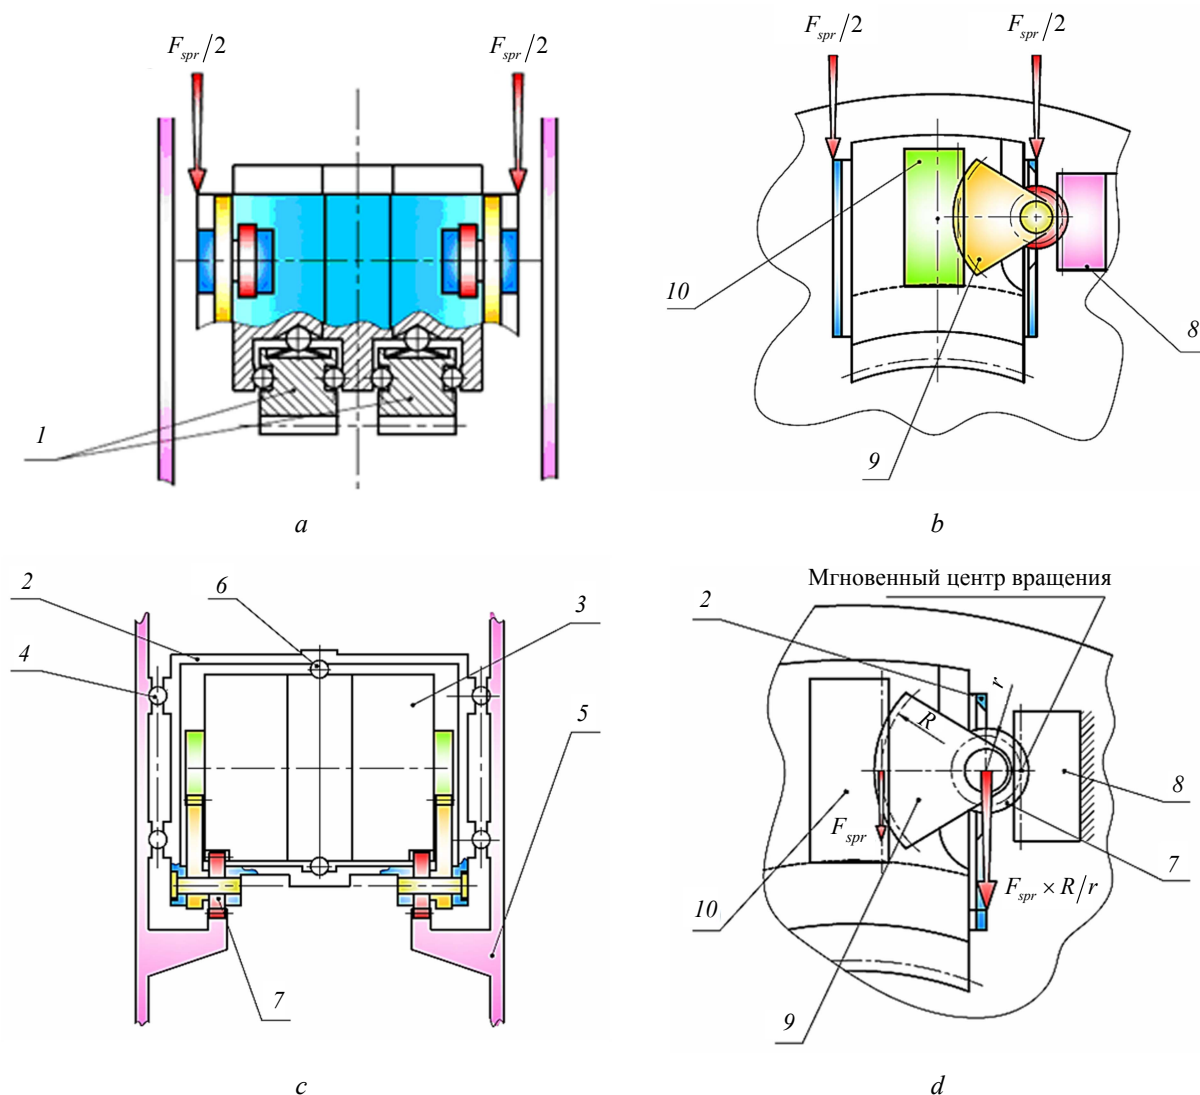 F_spr/2 F_spr/2
1
a
F_spr/2 F_spr/2
10
9
8
b
2 6 3
4
5
7
c
Мгновенный центр вращения
2
r
R
8
F_spr
7
F_spr × R/r
10
9
d